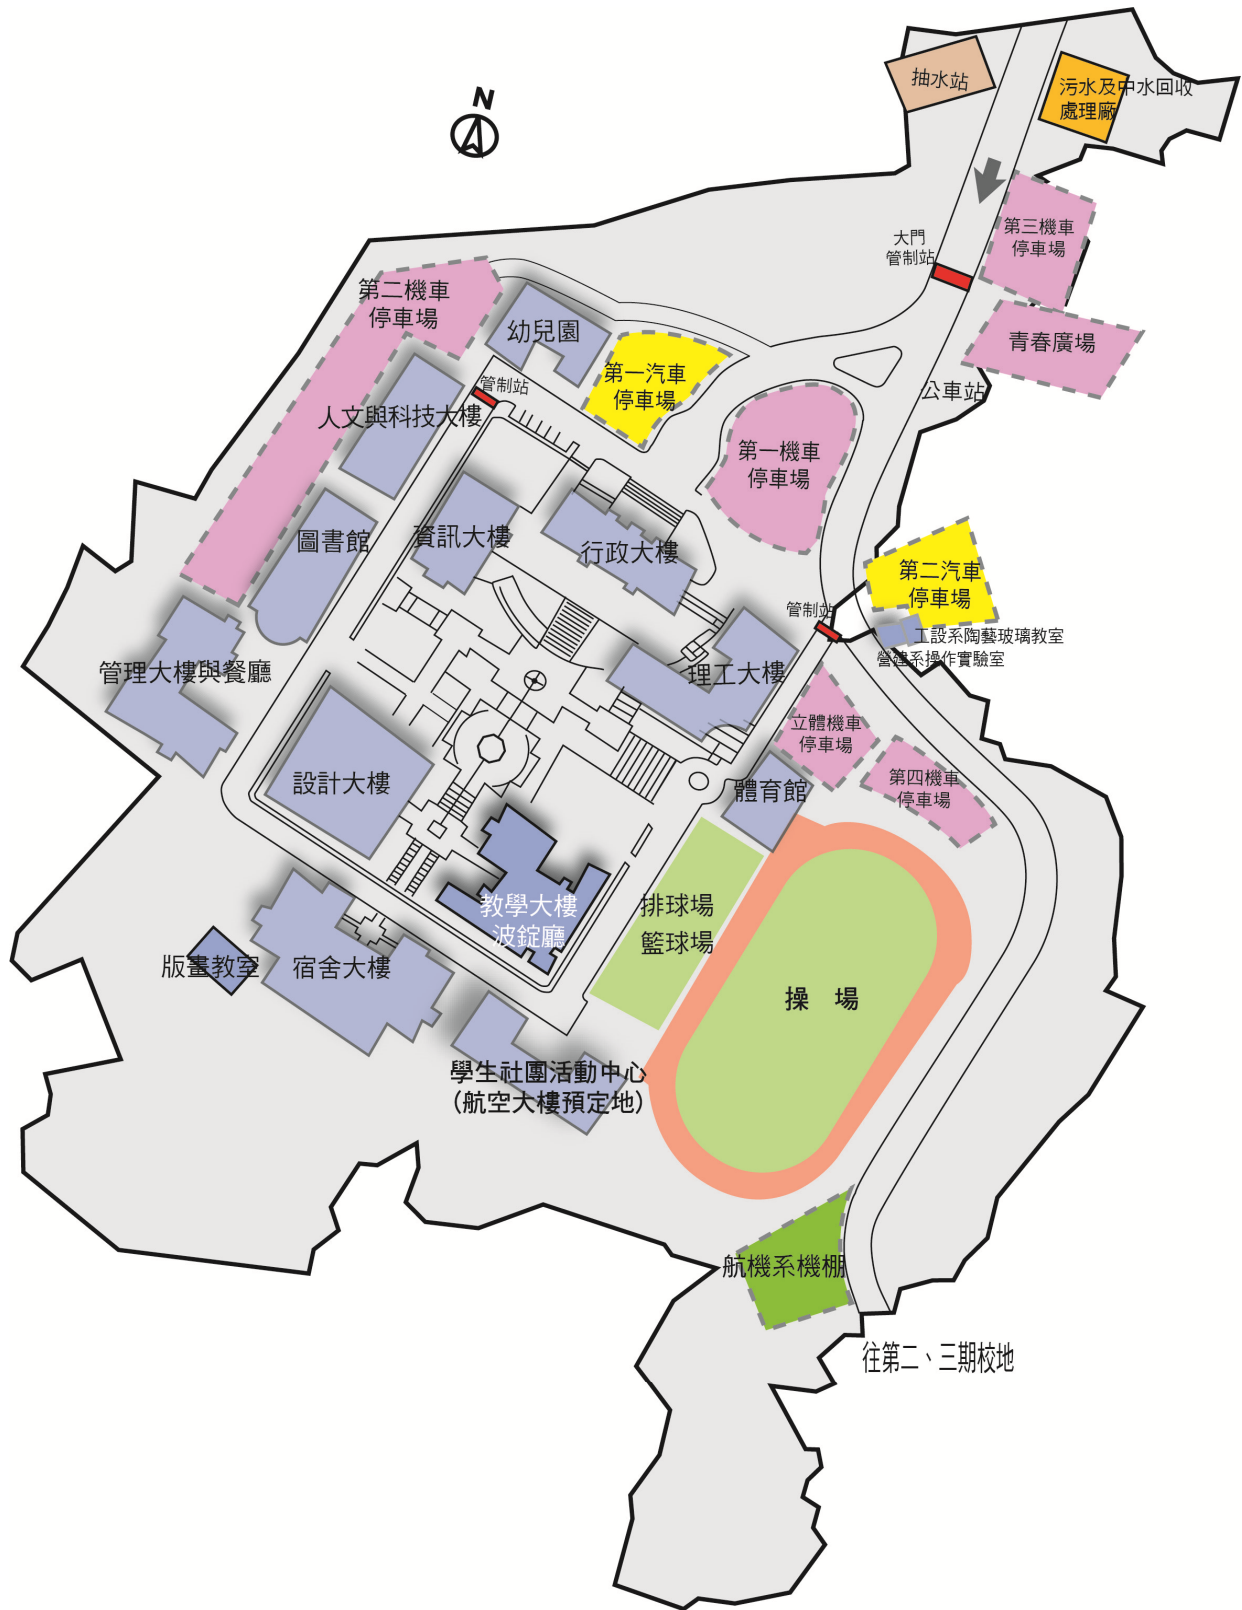 抽水站
污水及中水回收
處理廠
N
第三機車
停車場
大門
管制站
青春廣場
公車站
第二機車
停車場
幼兒園
第一汽車
停車場
管制站
人文與科技大樓
第一機車
停車場
圖書館
資訊大樓
行政大樓
第二汽車
停車場
管制站
工設系陶藝玻璃教室
營建系操作實驗室
管理大樓與餐廳
理工大樓
立體機車
停車場
第四機車
停車場
設計大樓
體育館
教學大樓
波錠廳
排球場
籃球場
版畫教室
宿舍大樓
操 場
學生社團活動中心
(航空大樓預定地)
航機系機棚
往第二、三期校地